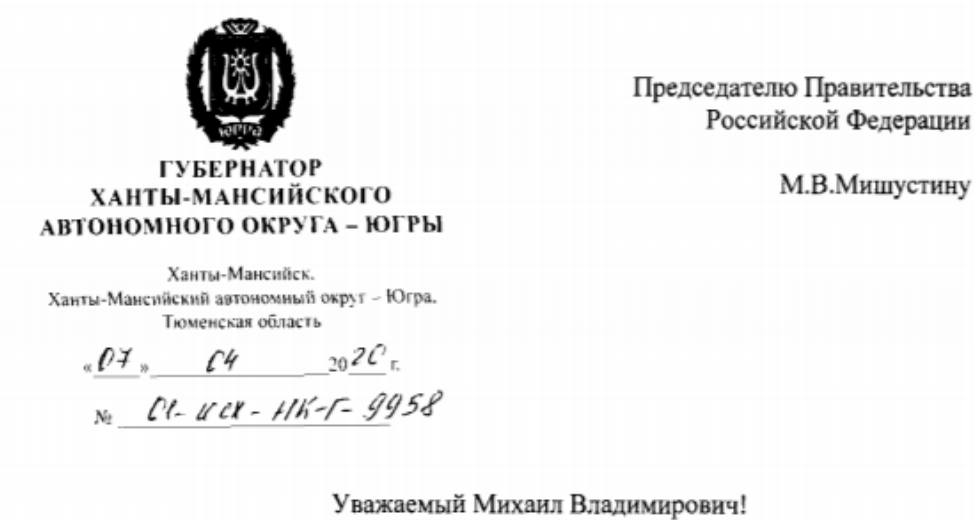 ЮГРА
ГУБЕРНАТОР
ХАНТЫ-МАНСИЙСКОГО
АВТОНОМНОГО ОКРУГА – ЮГРЫ
Ханты-Мансийск.
Ханты-Мансийский автономный округ – Югра,
Тюменская область
«07» 04 2020 г.
№ 01-исх-НК-Г-9958
Председателю Правительства
Российской Федерации
М.В.Мишустину
Уважаемый Михаил Владимирович!